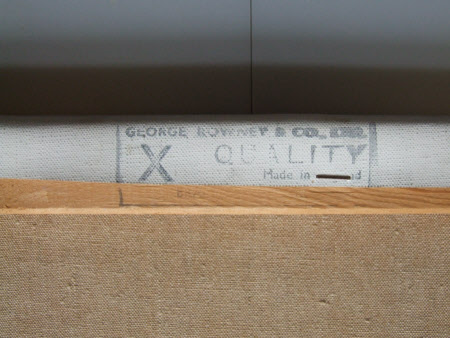 GEORGE ROWNEY & CO., LTD.
X QUALITY
Made in